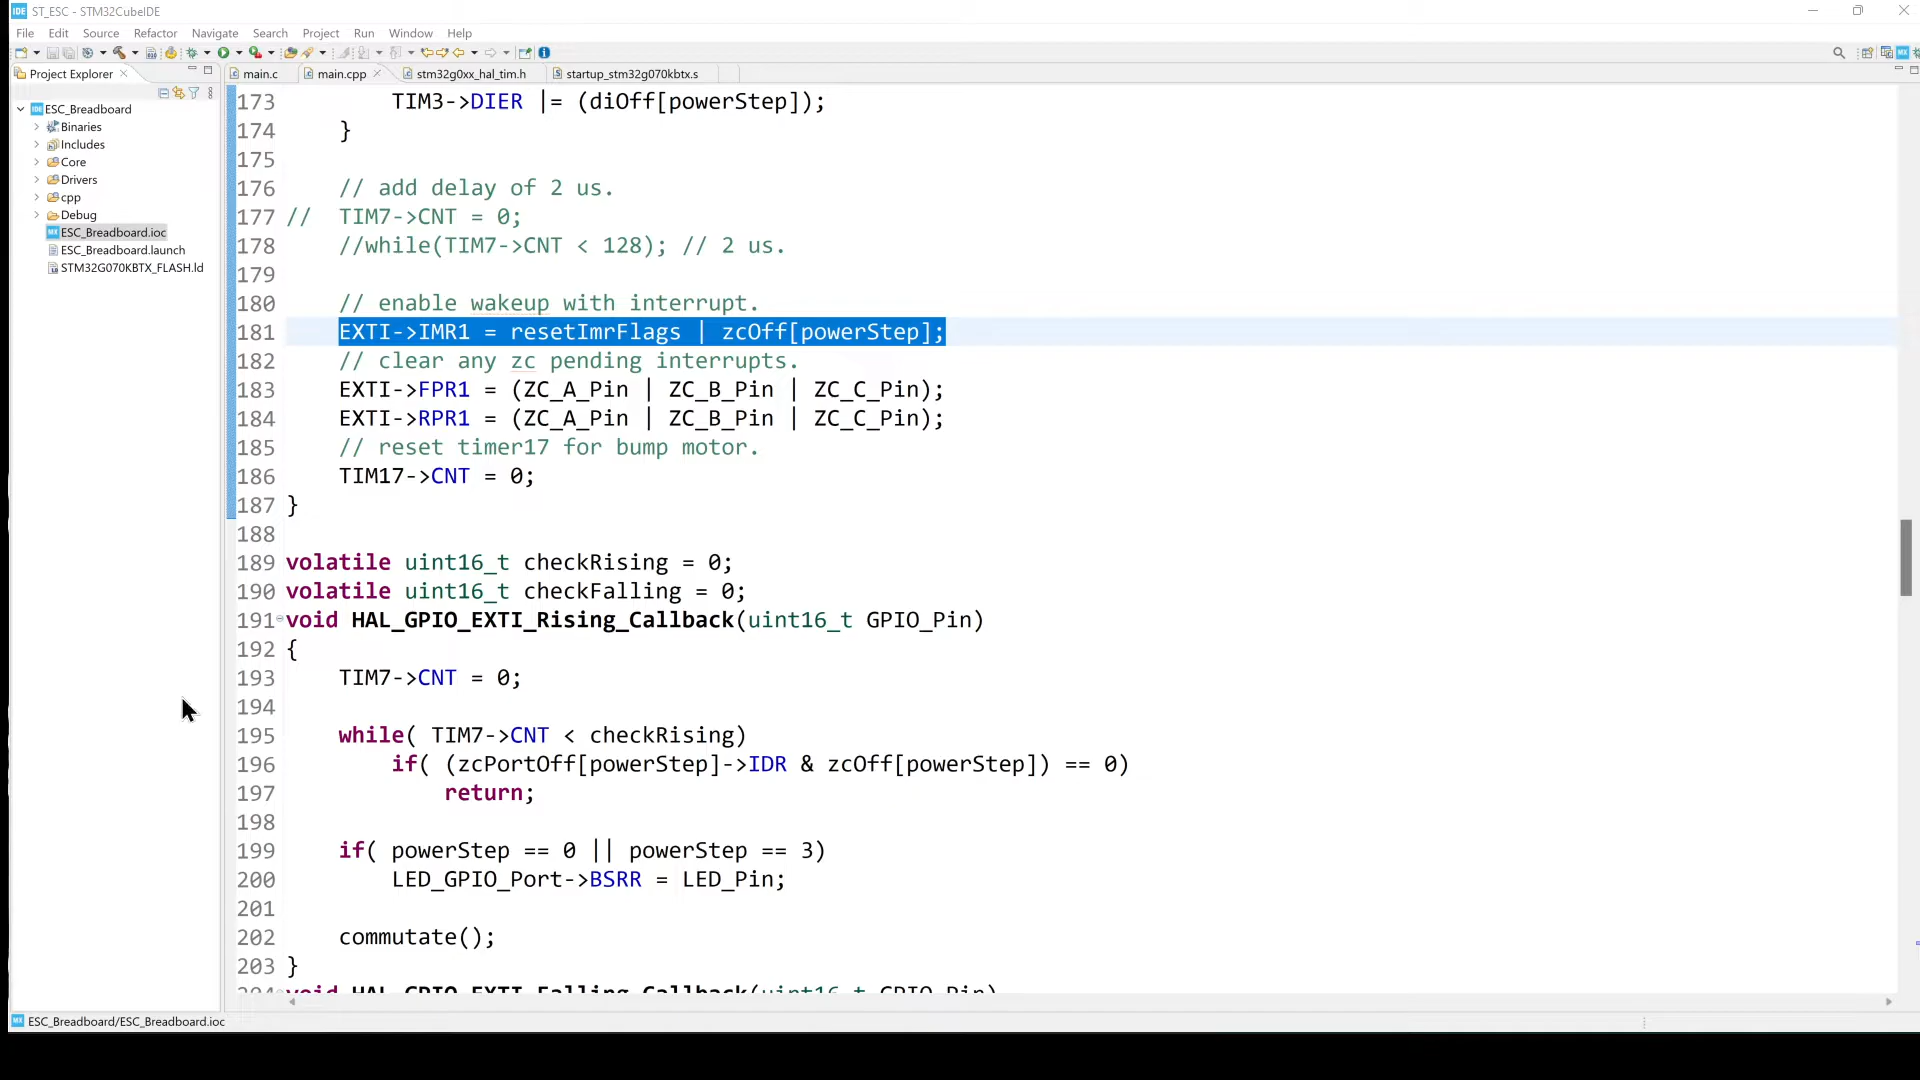 ST_ESC - STM32CubeIDE
File Edit Source Refactor Navigate Search Project Run Window Help
Project Explorer
main.c
main.cpp
stm32g0xx_hal_tim.h
startup_stm32g070kbtx.s
ESC_Breadboard
Binaries
Includes
Core
Drivers
cpp
Debug
ESC_Breadboard.ioc
ESC_Breadboard.launch
STM32G070KBTX_FLASH.ld
173 TIM3->DIER |= (diOff[powerStep]);
174 }
175
176 // add delay of 2 us.
177 // TIM7->CNT = 0;
178 //while(TIM7->CNT < 128); // 2 us.
179
180 // enable wakeup with interrupt.
181 EXTI->IMR1 = resetImrFlags | zcOff[powerStep];
182 // clear any zc pending interrupts.
183 EXTI->FPR1 = (ZC_A_Pin | ZC_B_Pin | ZC_C_Pin);
184 EXTI->RPR1 = (ZC_A_Pin | ZC_B_Pin | ZC_C_Pin);
185 // reset timer17 for bump motor.
186 TIM17->CNT = 0;
187 }
188
189 volatile uint16_t checkRising = 0;
190 volatile uint16_t checkFalling = 0;
191 void HAL_GPIO_EXTI_Rising_Callback(uint16_t GPIO_Pin)
192 {
193 TIM7->CNT = 0;
194
195 while( TIM7->CNT < checkRising)
196 if( (zcPortOff[powerStep]->IDR & zcOff[powerStep]) == 0)
197 return;
198
199 if( powerStep == 0 || powerStep == 3)
200 LED_GPIO_Port->BSRR = LED_Pin;
201
202 commutate();
203 }
204 void HAL_GPIO_EXTI_Falling_Callback(uint16_t GPIO_Pin)
ESC_Breadboard/ESC_Breadboard.ioc